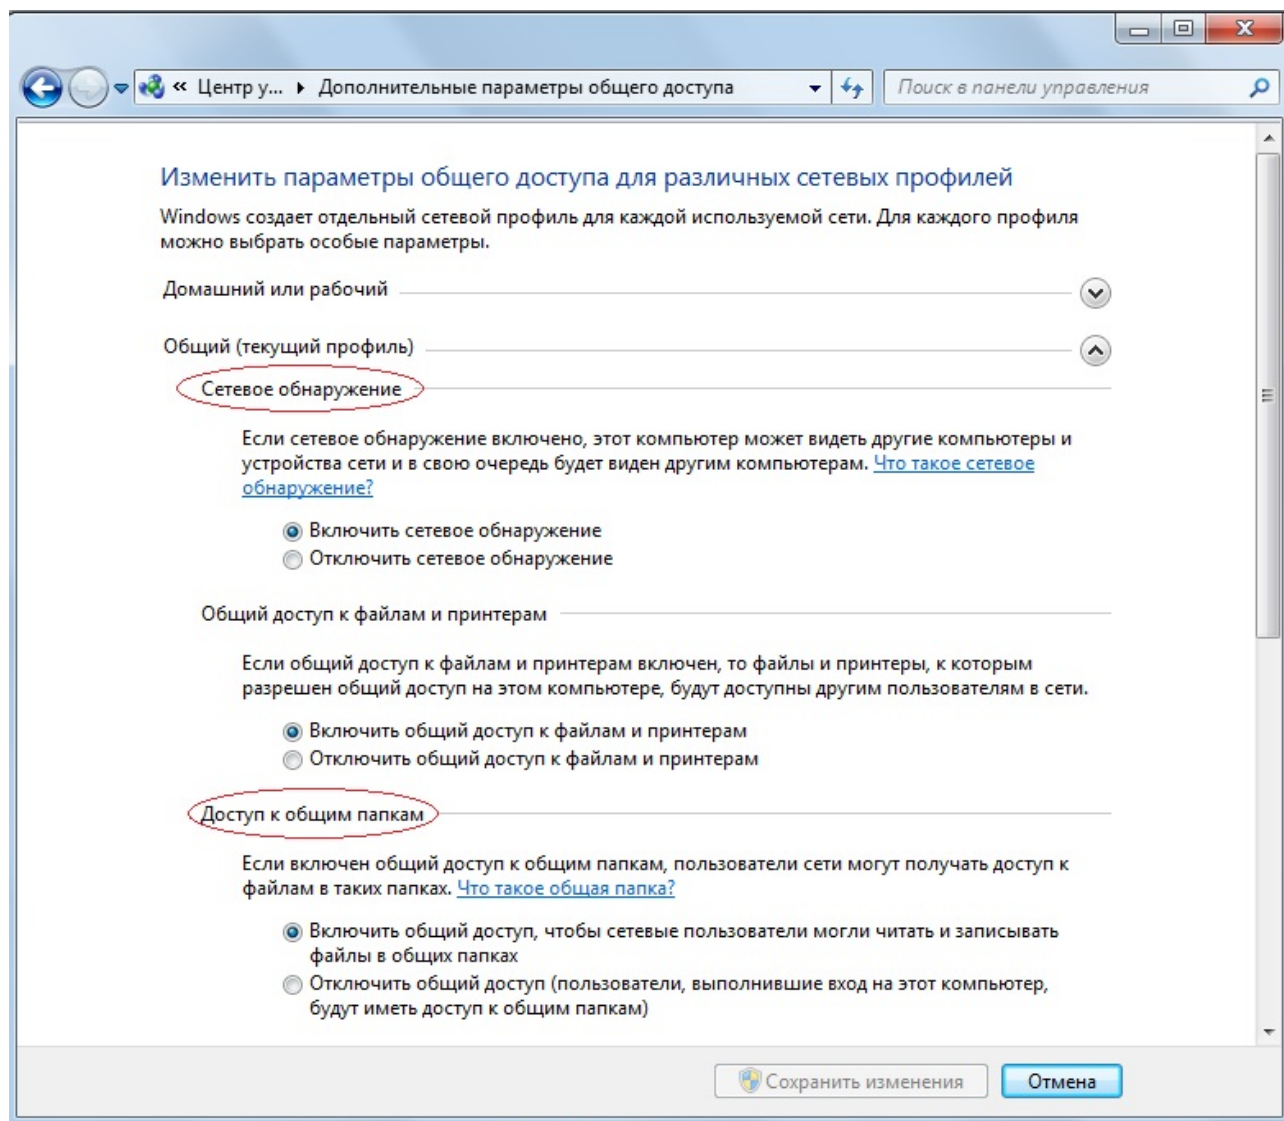 « Центр у... ▸ Дополнительные параметры общего доступа
Поиск в панели управления
Изменить параметры общего доступа для различных сетевых профилей
Windows создает отдельный сетевой профиль для каждой используемой сети. Для каждого профиля
можно выбрать особые параметры.
Домашний или рабочий
Общий (текущий профиль)
Сетевое обнаружение
Если сетевое обнаружение включено, этот компьютер может видеть другие компьютеры и
устройства сети и в свою очередь будет виден другим компьютерам. Что такое сетевое
обнаружение?
Включить сетевое обнаружение
Отключить сетевое обнаружение
Общий доступ к файлам и принтерам
Если общий доступ к файлам и принтерам включен, то файлы и принтеры, к которым
разрешен общий доступ на этом компьютере, будут доступны другим пользователям в сети.
Включить общий доступ к файлам и принтерам
Отключить общий доступ к файлам и принтерам
Доступ к общим папкам
Если включен общий доступ к общим папкам, пользователи сети могут получать доступ к
файлам в таких папках. Что такое общая папка?
Включить общий доступ, чтобы сетевые пользователи могли читать и записывать
файлы в общих папках
Отключить общий доступ (пользователи, выполнившие вход на этот компьютер,
будут иметь доступ к общим папкам)
Сохранить изменения
Отмена